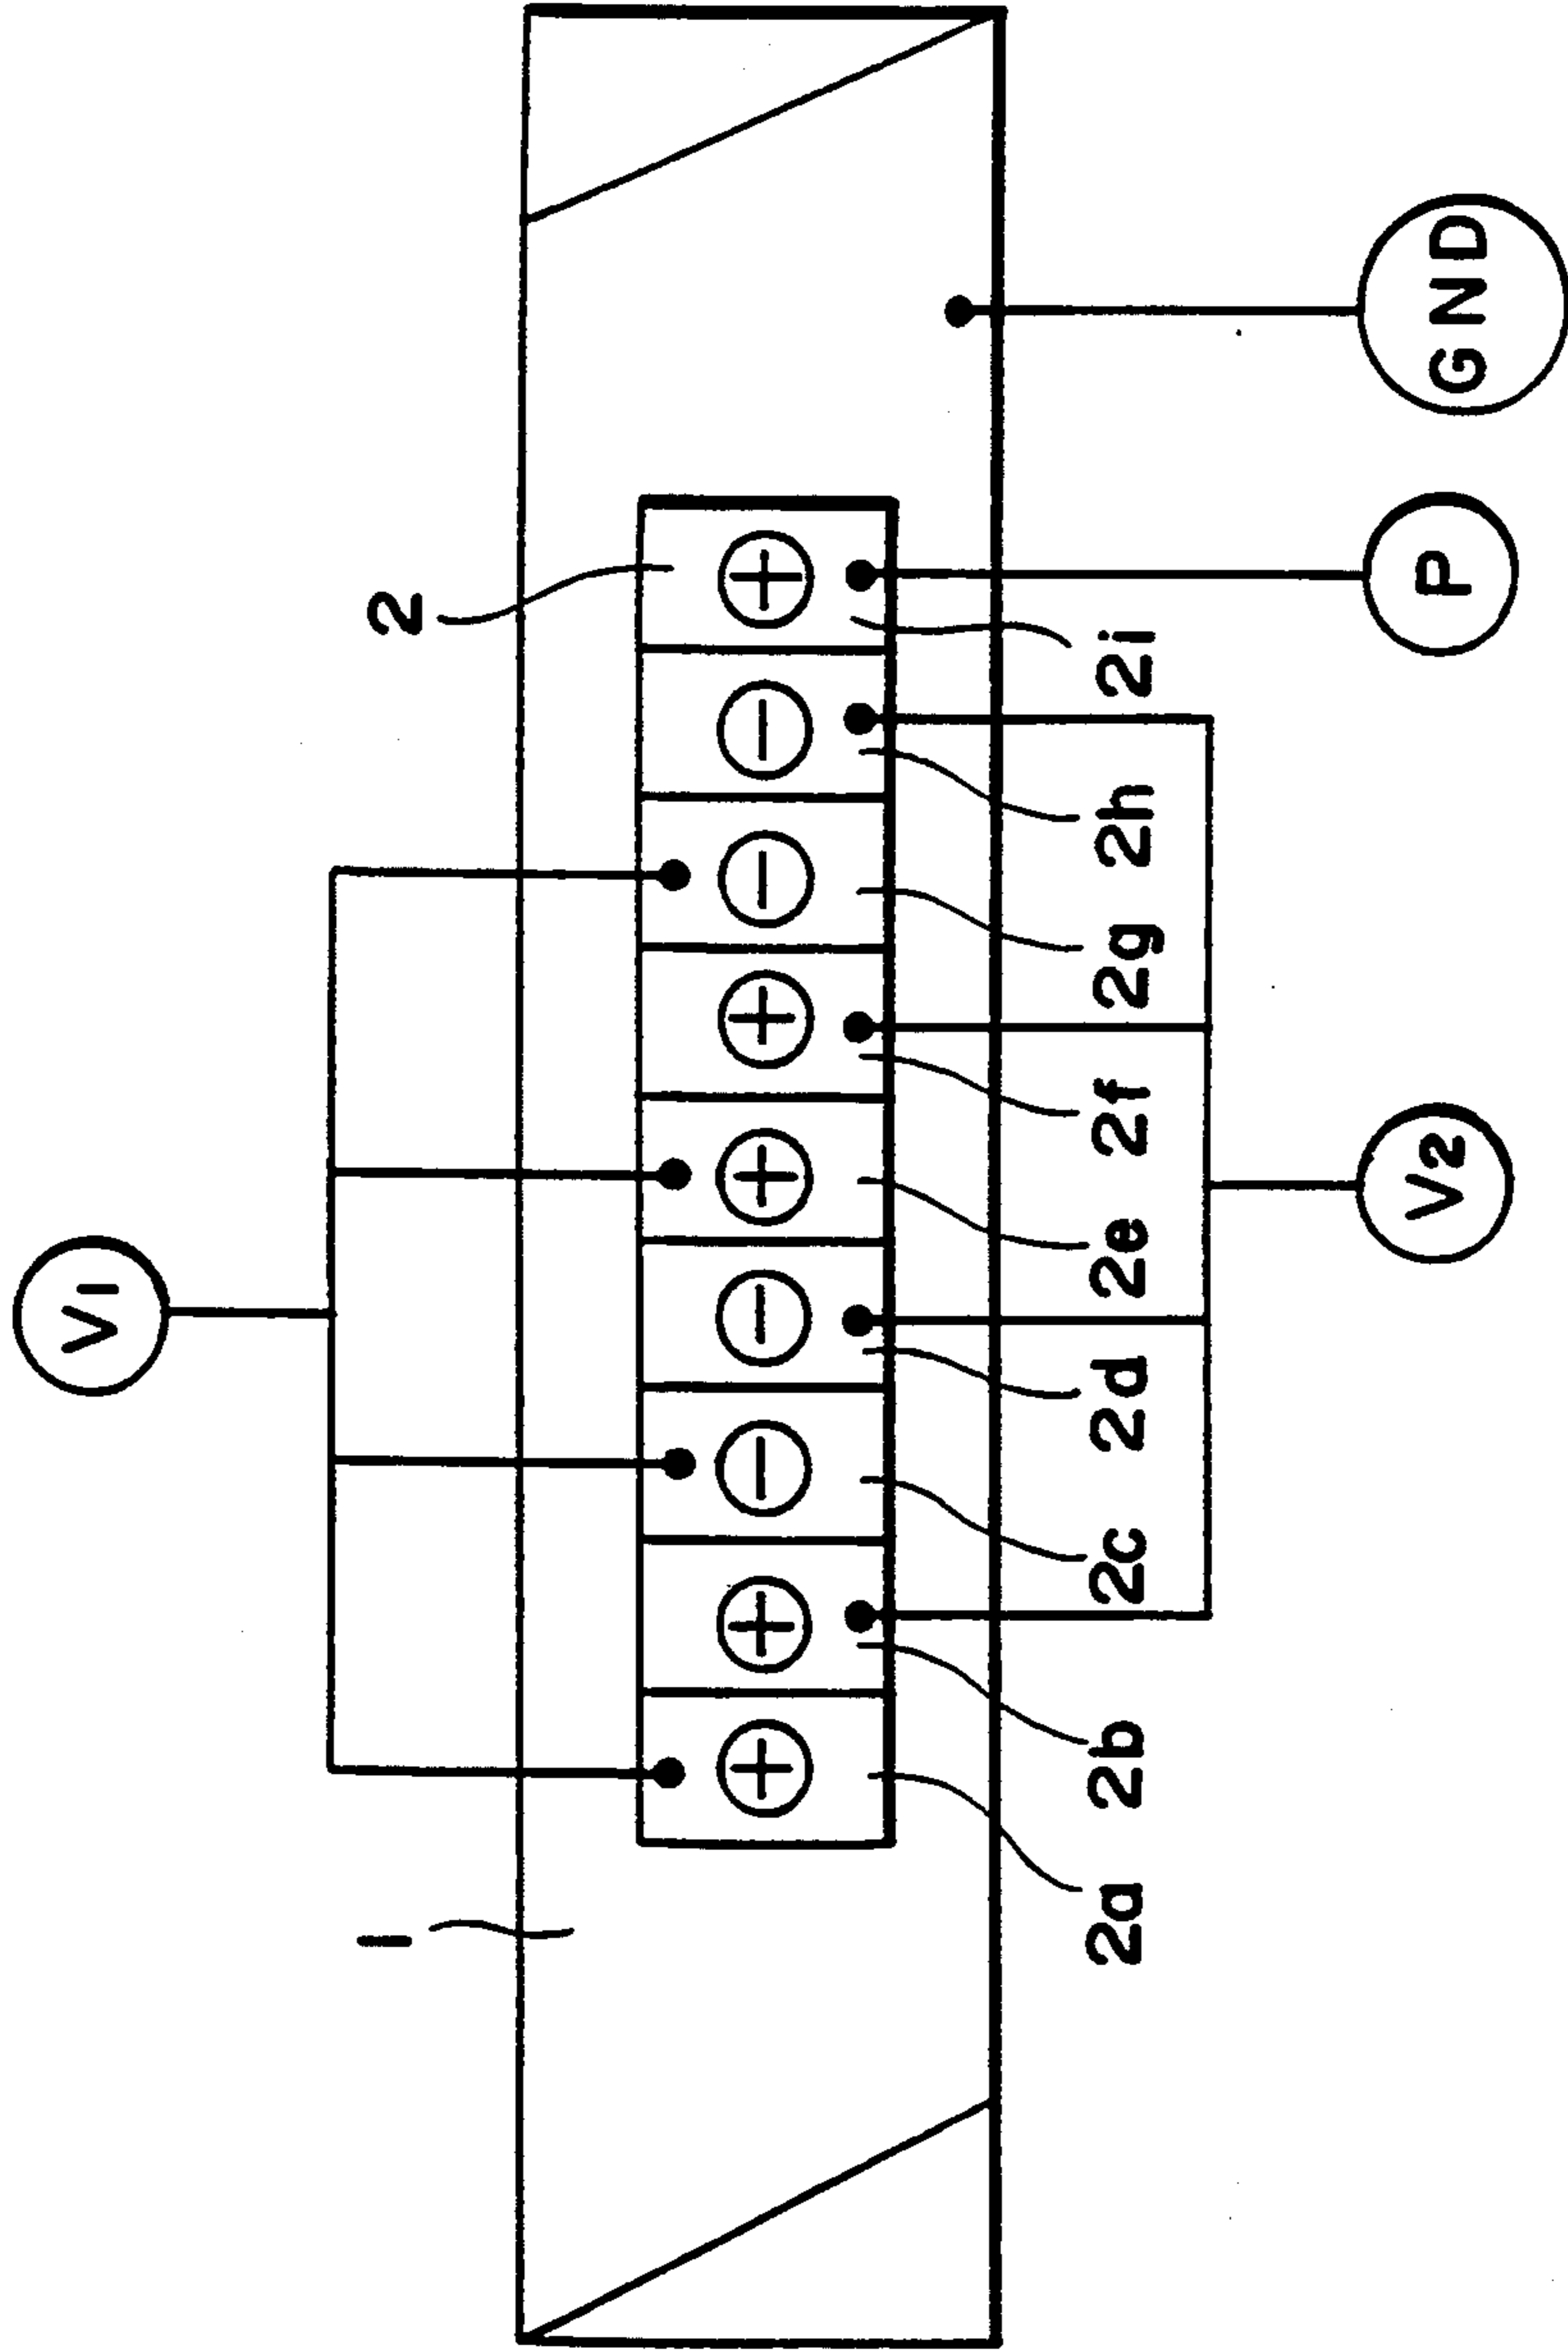 V1
1 2
+ + − − + + − − +
2a 2b 2c 2d 2e 2f 2g 2h 2i
V2 P GND